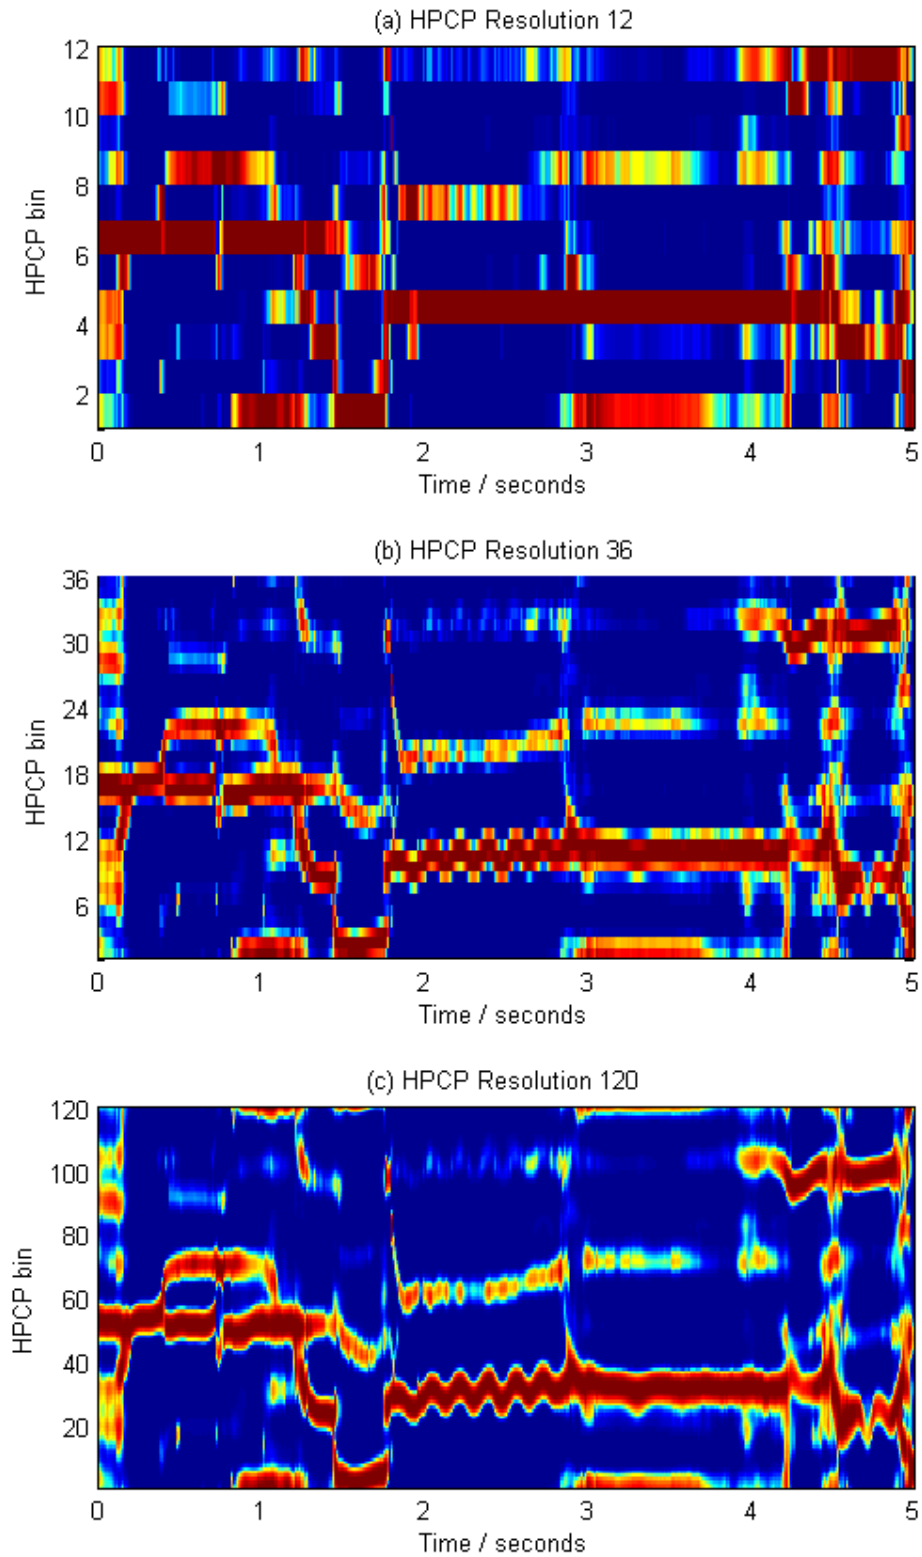 (a) HPCP Resolution 12
12
10
8
6
4
2
HPCP bin
0 1 2 3 4 5
Time / seconds
(b) HPCP Resolution 36
36
30
24
18
12
6
HPCP bin
0 1 2 3 4 5
Time / seconds
(c) HPCP Resolution 120
120
100
80
60
40
20
HPCP bin
0 1 2 3 4 5
Time / seconds